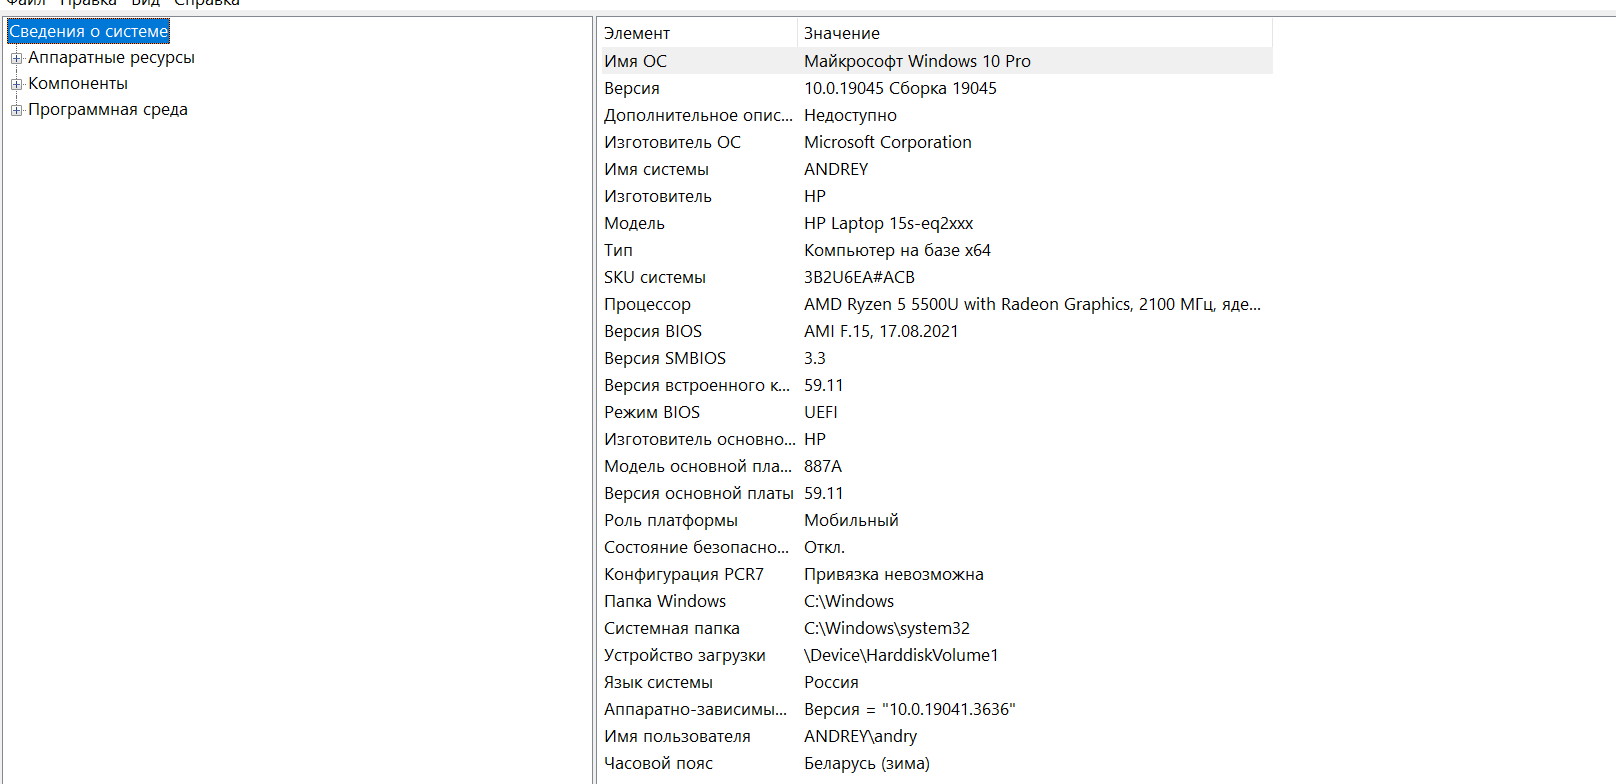 Файл Правка Вид Справка
Сведения о системе
Аппаратные ресурсы
Компоненты
Программная среда
Элемент Значение
Имя ОС Майкрософт Windows 10 Pro
Версия 10.0.19045 Сборка 19045
Дополнительное опис... Недоступно
Изготовитель ОС Microsoft Corporation
Имя системы ANDREY
Изготовитель HP
Модель HP Laptop 15s-eq2xxx
Тип Компьютер на базе x64
SKU системы 3B2U6EA#ACB
Процессор AMD Ryzen 5 5500U with Radeon Graphics, 2100 МГц, яде...
Версия BIOS AMI F.15, 17.08.2021
Версия SMBIOS 3.3
Версия встроенного к... 59.11
Режим BIOS UEFI
Изготовитель основно... HP
Модель основной пла... 887A
Версия основной платы 59.11
Роль платформы Мобильный
Состояние безопасно... Откл.
Конфигурация PCR7 Привязка невозможна
Папка Windows C:\Windows
Системная папка C:\Windows\system32
Устройство загрузки \Device\HarddiskVolume1
Язык системы Россия
Аппаратно-зависимы... Версия = "10.0.19041.3636"
Имя пользователя ANDREY\andry
Часовой пояс Беларусь (зима)